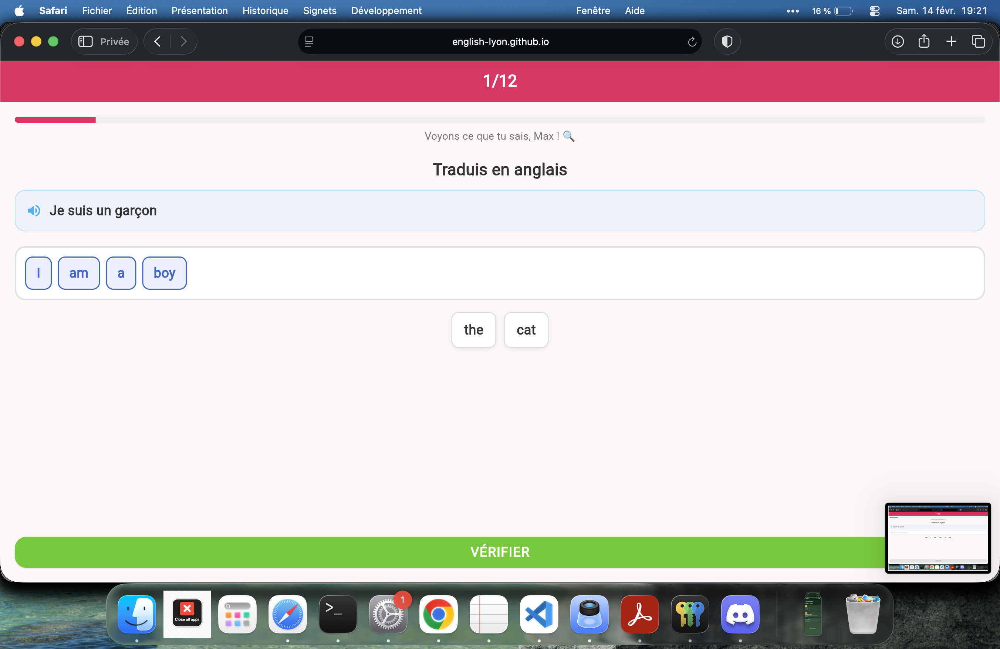 Safari Fichier Édition Présentation Historique Signets Développement Fenêtre Aide 16 % Sam. 14 févr. 19:21
Privée english-lyon.github.io
1/12
Voyons ce que tu sais, Max ! 🔍
Traduis en anglais
Je suis un garçon
I am a boy
the cat
VÉRIFIER
1
Close all apps